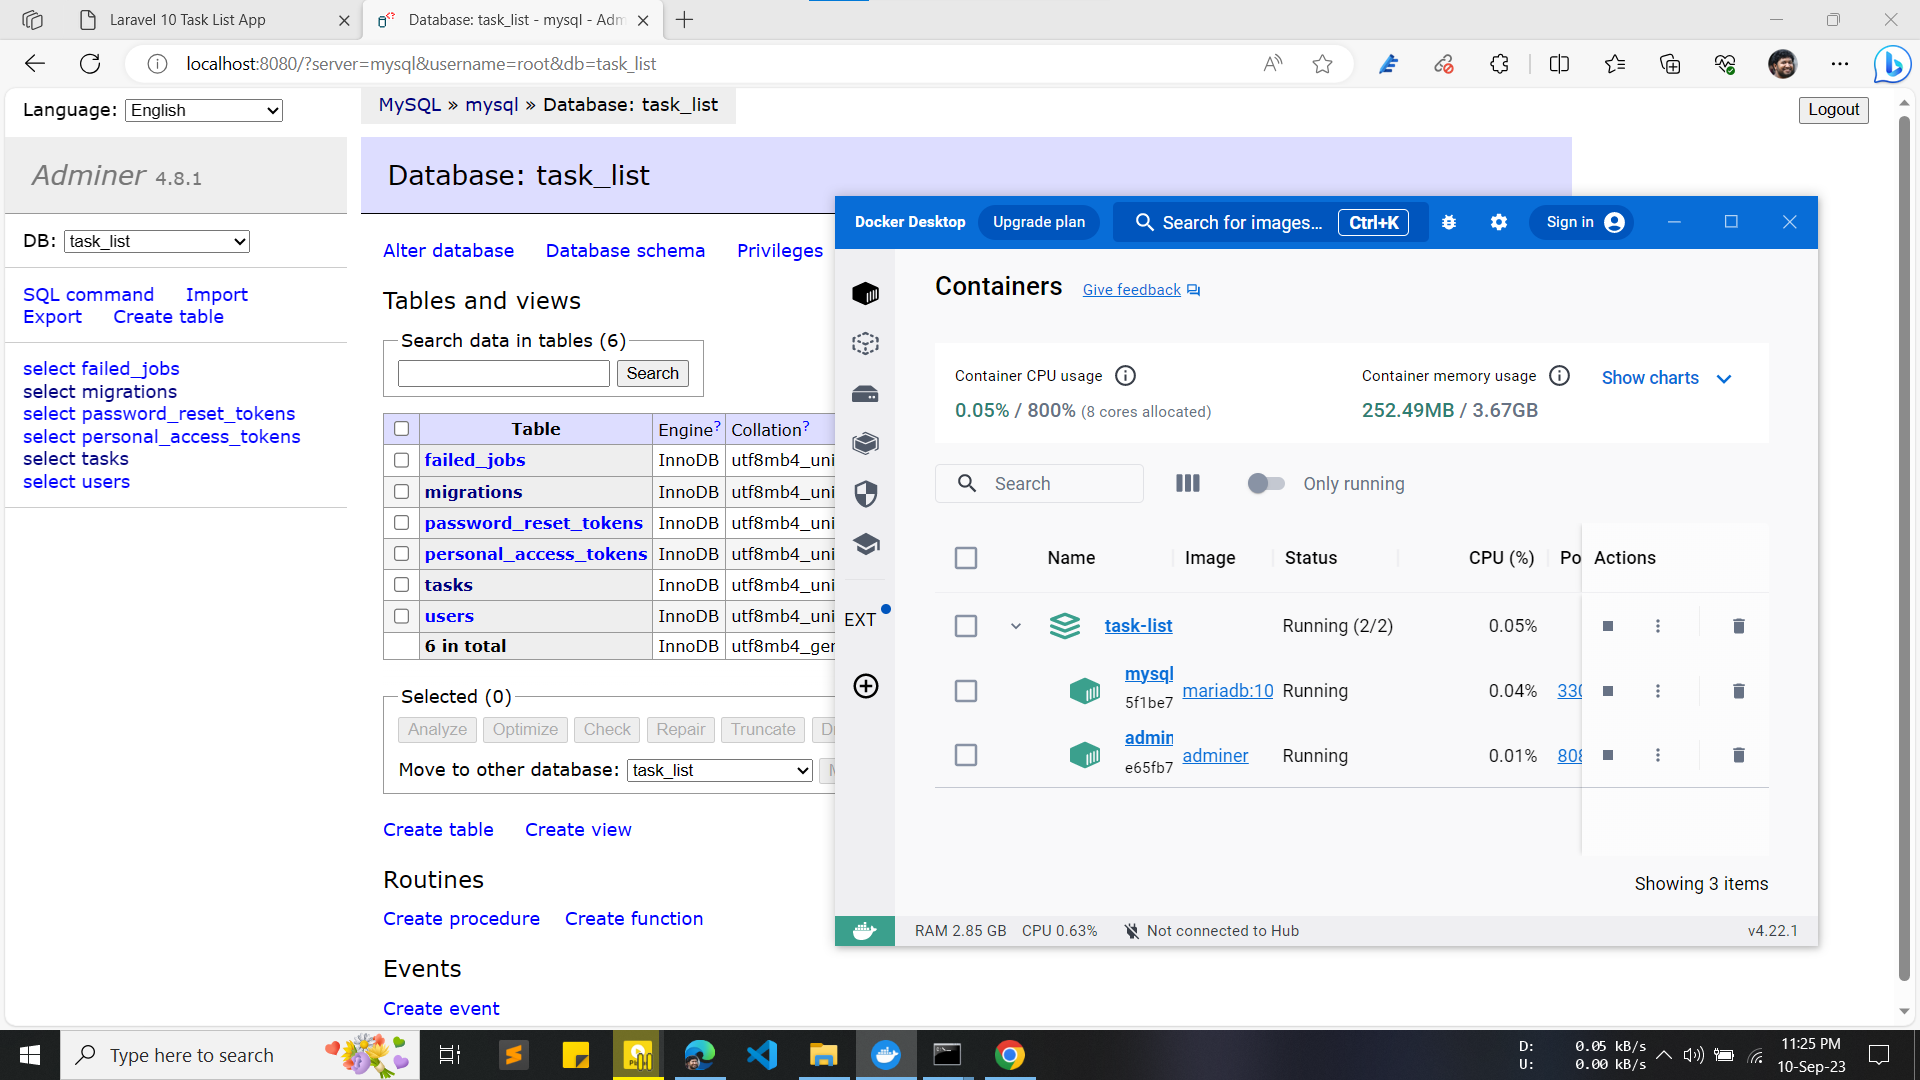 Laravel 10 Task List App
Database: task_list - mysql - Adm
localhost:8080/?server=mysql&username=root&db=task_list
Language: English
MySQL » mysql » Database: task_list
Logout
Adminer 4.8.1
Database: task_list
DB: task_list
SQL command Import
Export Create table
select failed_jobs
select migrations
select password_reset_tokens
select personal_access_tokens
select tasks
select users
Alter database Database schema Privileges
Tables and views
Search data in tables (6)
Search
Table Engine? Collation?
failed_jobs InnoDB utf8mb4_uni
migrations InnoDB utf8mb4_uni
password_reset_tokens InnoDB utf8mb4_uni
personal_access_tokens InnoDB utf8mb4_uni
tasks InnoDB utf8mb4_uni
users InnoDB utf8mb4_uni
6 in total InnoDB utf8mb4_ger
Selected (0)
Analyze Optimize Check Repair Truncate D
Move to other database: task_list
Create table Create view
Routines
Create procedure Create function
Events
Create event
Docker Desktop Upgrade plan Search for images... Ctrl+K Sign in
Containers Give feedback
Container CPU usage
0.05% / 800% (8 cores allocated)
Container memory usage
252.49MB / 3.67GB
Show charts
Search
Only running
Name Image Status CPU (%) Po Actions
task-list Running (2/2) 0.05%
mysql
5f1be7
mariadb:10 Running 0.04% 330
admin
e65fb7
adminer Running 0.01% 808
EXT
Showing 3 items
RAM 2.85 GB CPU 0.63% Not connected to Hub v4.22.1
Type here to search
D: 0.05 kB/s
U: 0.00 kB/s
11:25 PM
10-Sep-23